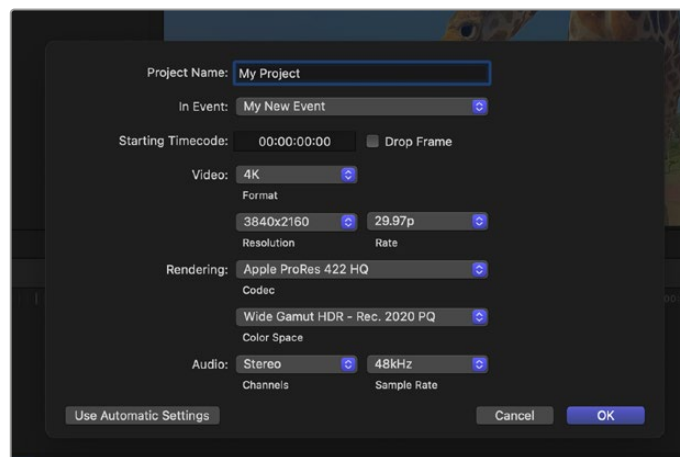 Project Name: My Project
In Event: My New Event
Starting Timecode: 00:00:00:00 Drop Frame
Video: 4K
Format
3840x2160 29.97p
Resolution Rate
Rendering: Apple ProRes 422 HQ
Codec
Wide Gamut HDR - Rec. 2020 PQ
Color Space
Audio: Stereo 48kHz
Channels Sample Rate
Use Automatic Settings Cancel OK